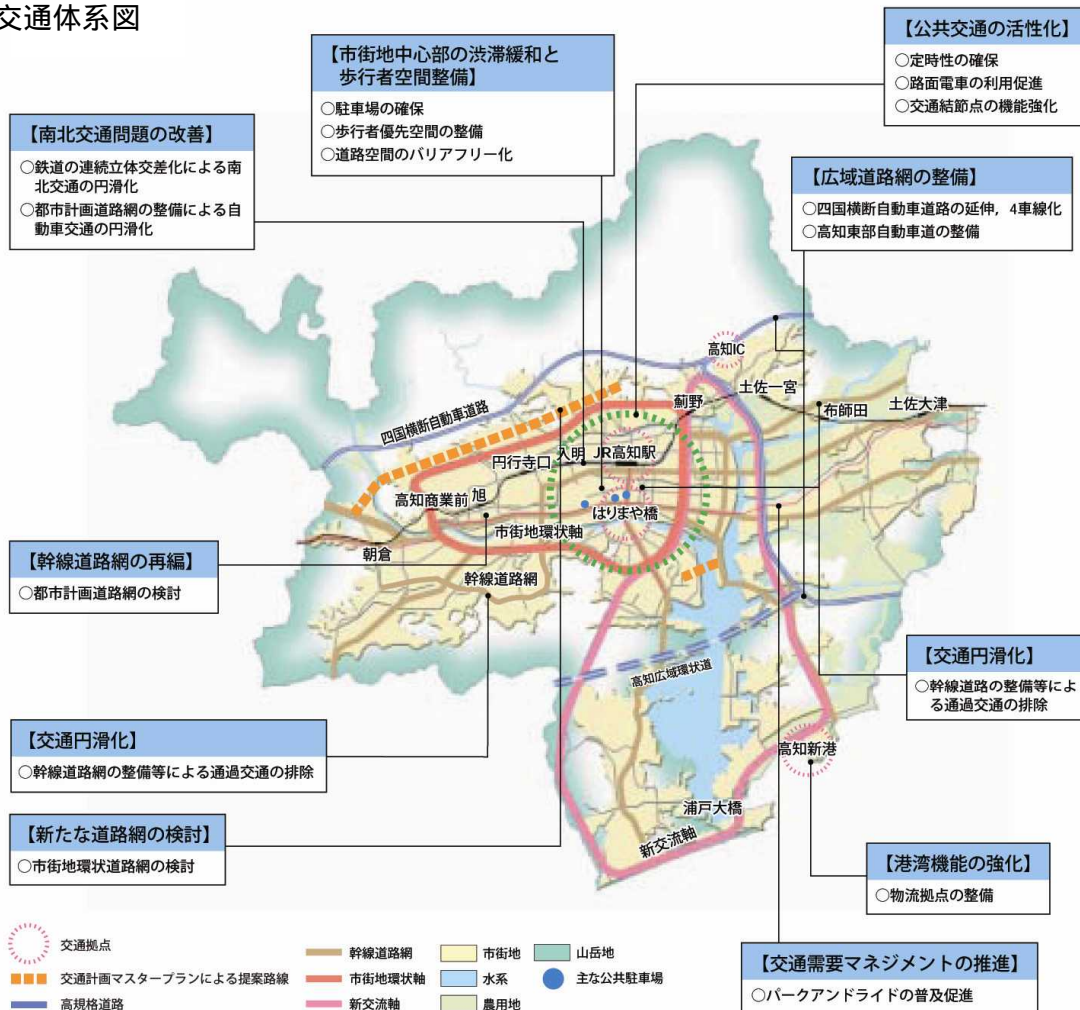 交通体系図
【公共交通の活性化】
○定時性の確保
○路面電車の利用促進
○交通結節点の機能強化
【市街地中心部の渋滞緩和と
歩行者空間整備】
○駐車場の確保
○歩行者優先空間の整備
○道路空間のバリアフリー化
【南北交通問題の改善】
○鉄道の連続立体交差化による南
北交通の円滑化
○都市計画道路網の整備による自
動車交通の円滑化
【広域道路網の整備】
○四国横断自動車道路の延伸，4車線化
○高知東部自動車道の整備
高知IC
土佐一宮
薊野
布師田
土佐大津
四国横断自動車道路
円行寺口
入明
JR高知駅
高知商業前
旭
はりまや橋
市街地環状軸
朝倉
幹線道路網
【幹線道路網の再編】
○都市計画道路網の検討
高知広域環状道
【交通円滑化】
○幹線道路の整備等によ
る通過交通の排除
【交通円滑化】
○幹線道路網の整備等による通過交通の排除
高知新港
浦戸大橋
新交流軸
【新たな道路網の検討】
○市街地環状道路網の検討
【港湾機能の強化】
○物流拠点の整備
【交通需要マネジメントの推進】
○パークアンドライドの普及促進
交通拠点
交通計画マスタープランによる提案路線
高規格道路
幹線道路網
市街地環状軸
新交流軸
市街地
水系
農用地
山岳地
主な公共駐車場